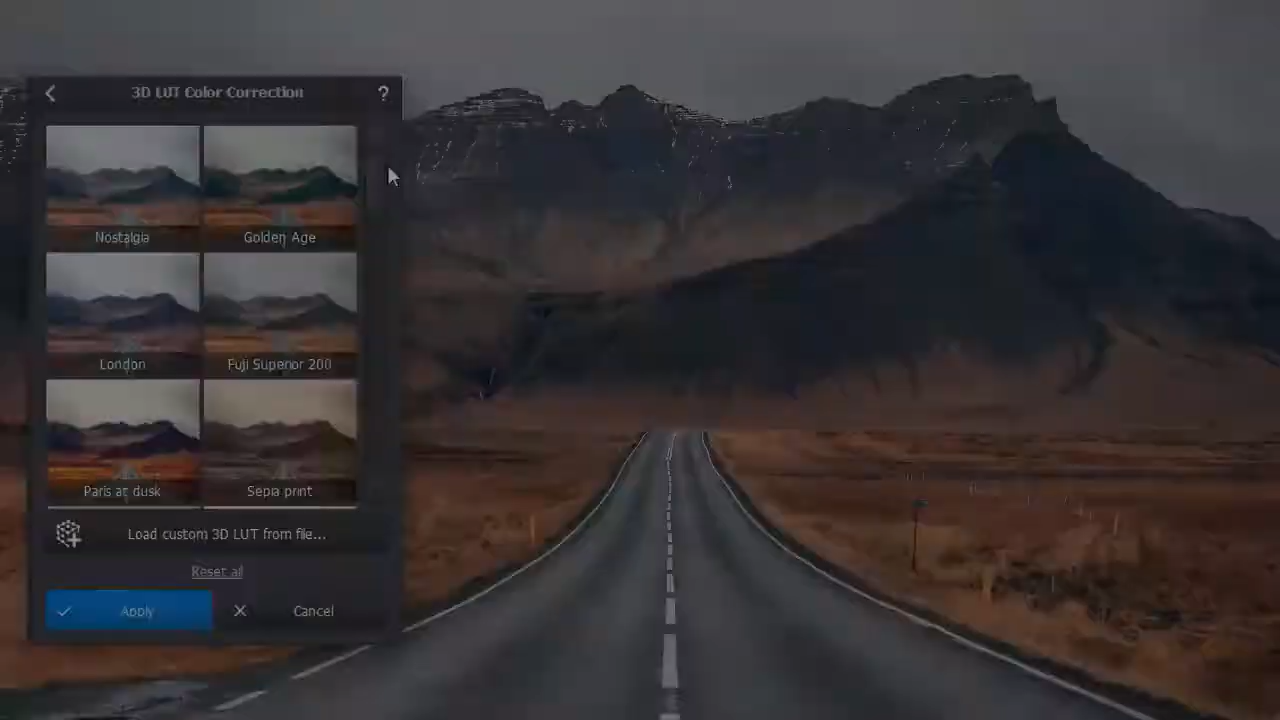 3D LUT Color Correction ?
Nostalgia Golden Age
London Fuji Superior 200
Paris at dusk Sepia print
Load custom 3D LUT from file...
Reset all
Apply Cancel